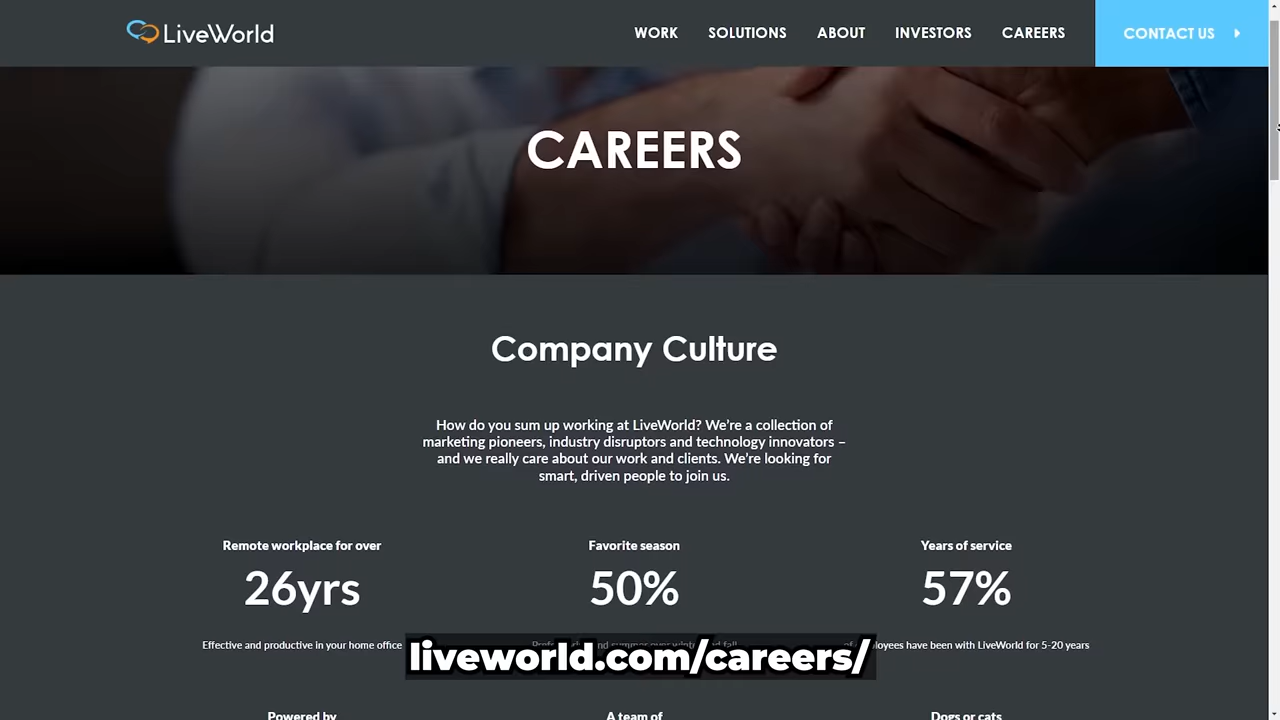 LiveWorld
WORK
SOLUTIONS
ABOUT
INVESTORS
CAREERS
CONTACT US
CAREERS
Company Culture
How do you sum up working at LiveWorld? We're a collection of
marketing pioneers, industry disruptors and technology innovators –
and we really care about our work and clients. We're looking for
smart, driven people to join us.
Remote workplace for over
26yrs
Effective and productive in your home office
Favorite season
50%
Years of service
57%
have been with LiveWorld for 5-20 years
liveworld.com/careers/
Powered by
A team of
Dogs or cats